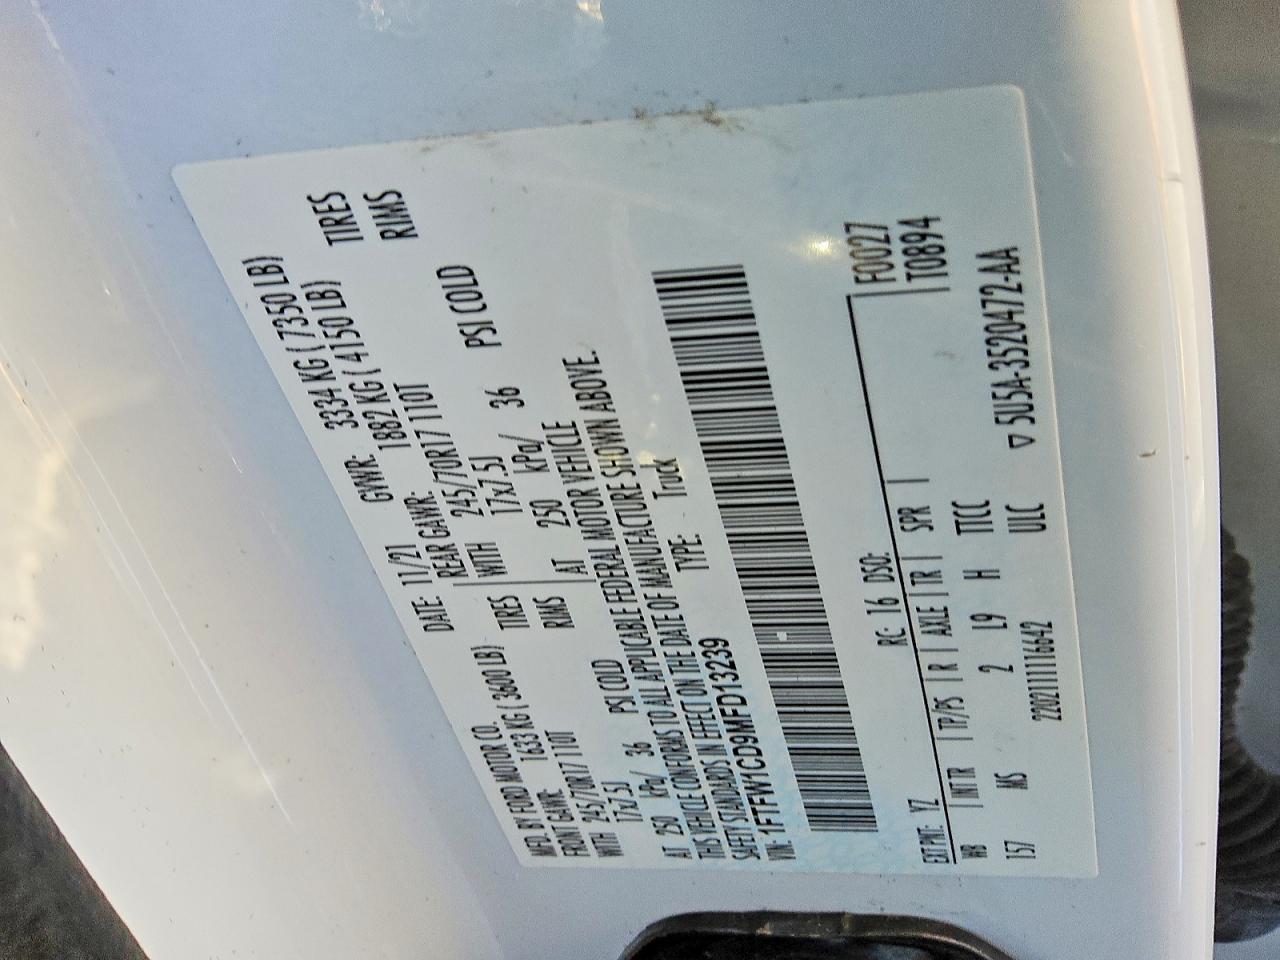 MFD. BY FORD MOTOR CO.
DATE: 11/21 GVWR: 3334 KG ( 7350 LB)
FRONT GAWR: 1633 KG ( 3600 LB)
REAR GAWR: 1882 KG ( 4150 LB)
245/70R17 110T TIRES
245/70R17 110T TIRES
WITH 17x7.5J RIMS
WITH 17x7.5J RIMS
AT 250 kPa/ 36 PSI COLD
AT 250 kPa/ 36 PSI COLD
THIS VEHICLE CONFORMS TO ALL APPLICABLE FEDERAL MOTOR VEHICLE
SAFETY STANDARDS IN EFFECT ON THE DATE OF MANUFACTURE SHOWN ABOVE.
VIN: 1FTFW1CD9MFD13239
TYPE: Truck
F0027
T0894
EXT PNT: YZ RC: 16 DSO:
WB | INT TR | TP/PS | R | AXLE | TR | SPR |
157 MS 2 L9 H TTCC
2202111116642 ULC
▽ 5U5A-3520472-AA